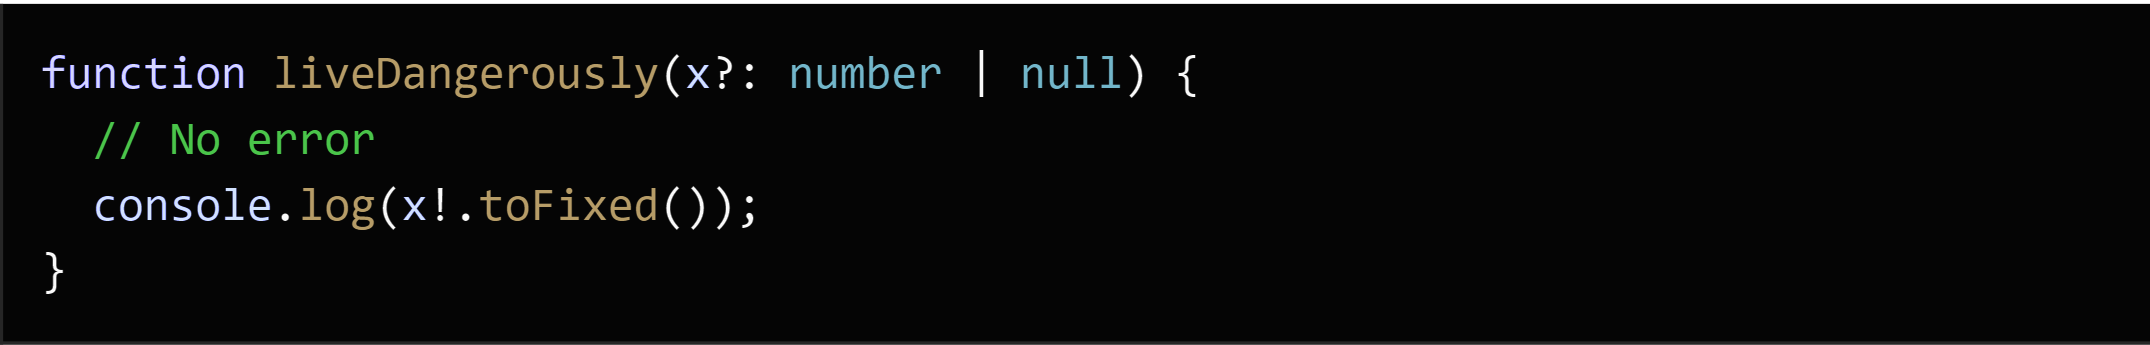 function liveDangerously(x?: number | null) {
  // No error
  console.log(x!.toFixed());
}